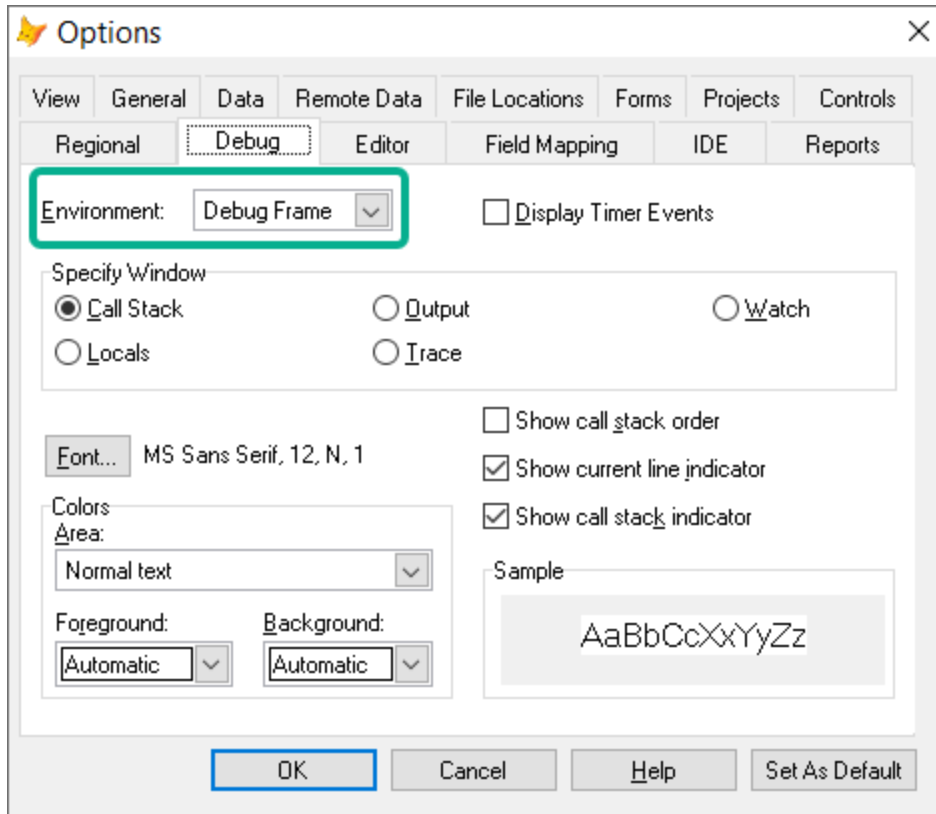 Options
View General Data Remote Data File Locations Forms Projects Controls
Regional Debug Editor Field Mapping IDE Reports
Environment: Debug Frame
Display Timer Events
Specify Window
Call Stack Output Watch
Locals Trace
Show call stack order
Font... MS Sans Serif, 12, N, 1
Show current line indicator
Show call stack indicator
Colors
Area:
Normal text
Foreground: Background:
Automatic Automatic
Sample
AaBbCcXxYyZz
OK Cancel Help Set As Default